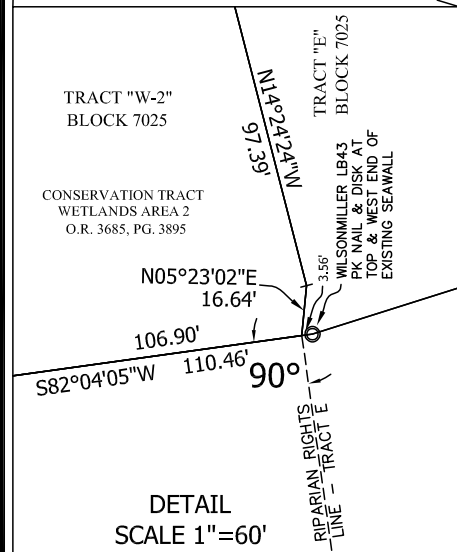 TRACT "W-2"
BLOCK 7025
TRACT "E"
BLOCK 7025
N14°24'24"W
97.39'
CONSERVATION TRACT
WETLANDS AREA 2
O.R. 3685, PG. 3895
WILSONMILLER LB43
PK NAIL & DISK AT
TOP & WEST END OF
EXISTING SEAWALL
3.56'
N05°23'02"E
16.64'
106.90'
S82°04'05"W
110.46'
90°
RIPARIAN RIGHTS
LINE - TRACT E
DETAIL
SCALE 1"=60'